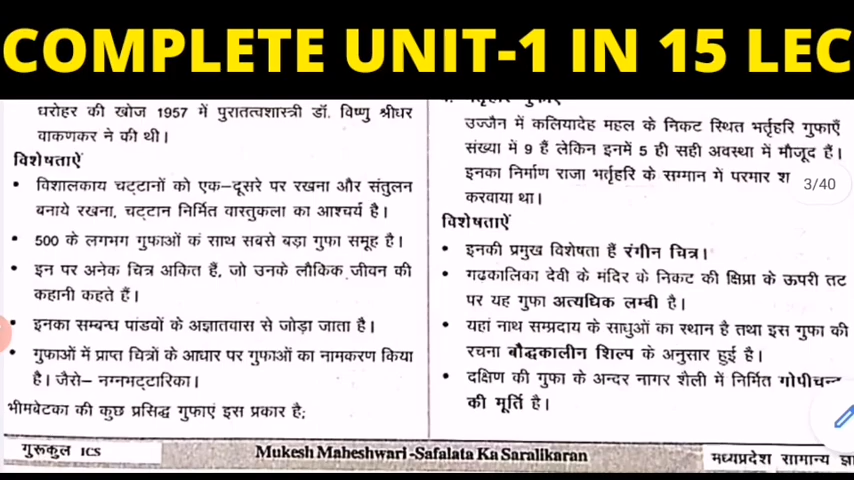 COMPLETE UNIT-1 IN 15 LEC
धरोहर की खोज 1957 में पुरातत्वशास्त्री डॉ. विष्णु श्रीधर
वाकणकर ने की थी।
विशेषताऐं
• विशालकाय चट्टानों को एक–दूसरे पर रखना और संतुलन
बनाये रखना, चट्टान निर्मित वास्तुकला का आश्चर्य है।
• 500 के लगभग गुफाओं क साथ सबसे बड़ा गुफा समूह है।
• इन पर अनेक चित्र अकित हैं, जो उनके लौकिक जीवन की
कहानी कहते हैं।
• इनका सम्बन्ध पांडवों के अज्ञातवास से जोड़ा जाता है।
• गुफाओं में प्राप्त चित्रों के आधार पर गुफाओं का नामकरण किया
है। जैसे– नग्नभट्टारिका।
भीमबेटका की कुछ प्रसिद्ध गुफाएं इस प्रकार है;
उज्जैन में कलियादेह महल के निकट स्थित भर्तृहरि गुफाएँ
संख्या में 9 हैं लेकिन इनमें 5 ही सही अवस्था में मौजूद हैं।
इनका निर्माण राजा भर्तृहरि के सम्मान में परमार श
करवाया था।
3/40
विशेषताऐं
• इनकी प्रमुख विशेषता हैं रंगीन चित्र।
• गढ़कालिका देवी के मंदिर के निकट की क्षिप्रा के ऊपरी तट
पर यह गुफा अत्यधिक लम्बी है।
• यहां नाथ सम्प्रदाय के साधुओं का स्थान है तथा इस गुफा की
रचना बौद्धकालीन शिल्प के अनुसार हुई है।
• दक्षिण की गुफा के अन्दर नागर शैली में निर्मित गोपीचन्द
की मूर्ति है।
गुरूकुल ICS
Mukesh Maheshwari -Safalata Ka Saralikaran
मध्यप्रदेश सामान्य ज्ञा